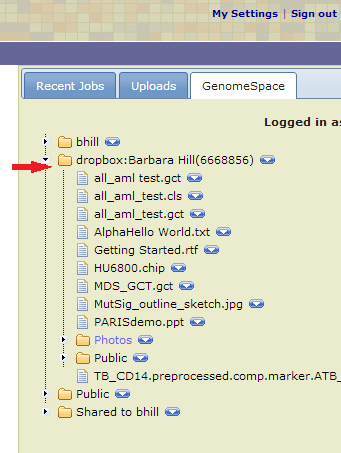 My Settings | Sign out
Recent Jobs Uploads GenomeSpace
Logged in as
bhill
dropbox:Barbara Hill(6668856)
all_aml test.gct
all_aml_test.cls
all_aml_test.gct
AlphaHello World.txt
Getting Started.rtf
HU6800.chip
MDS_GCT.gct
MutSig_outline_sketch.jpg
PARISdemo.ppt
Photos
Public
TB_CD14.preprocessed.comp.marker.ATB_
Public
Shared to bhill